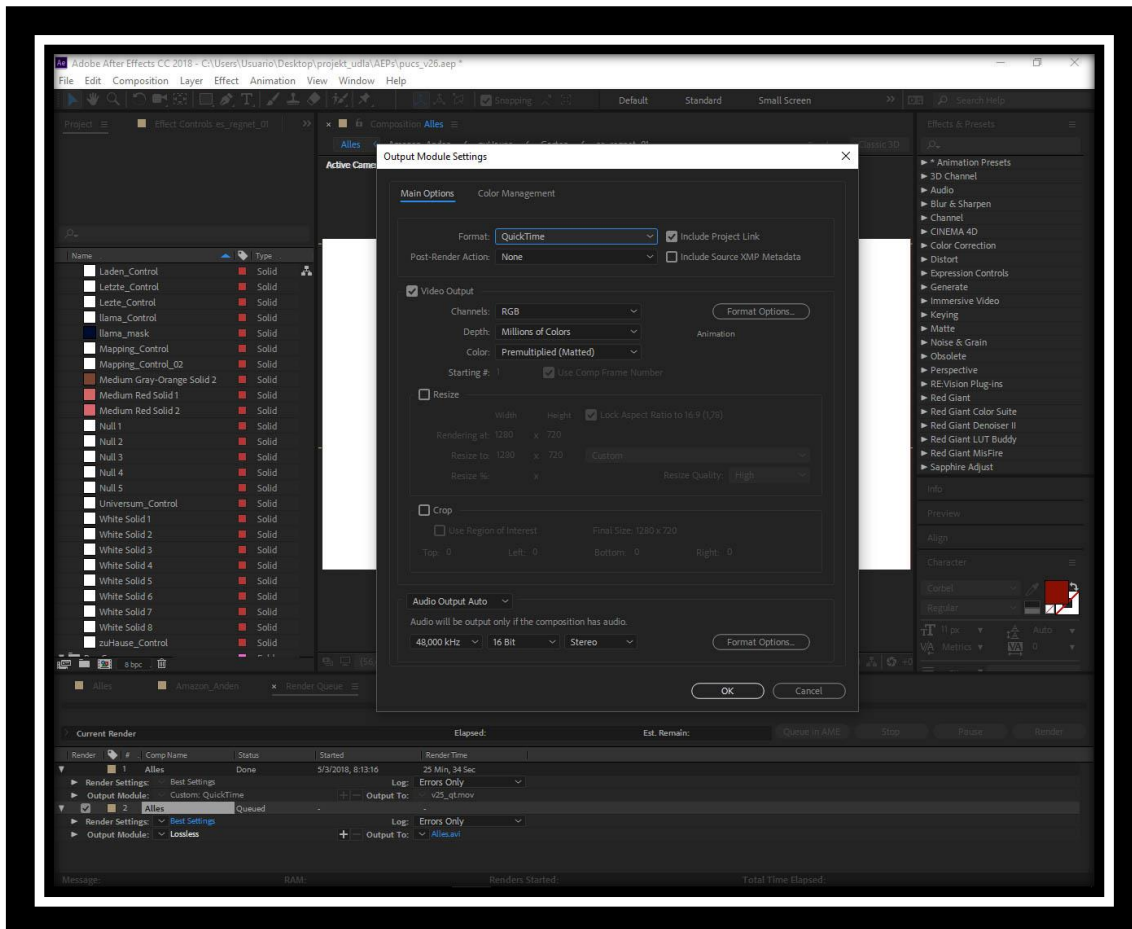 Adobe After Effects CC 2018 - C:\Users\Usuario\Desktop\projekt_udla\AEPs\pucs_v26.aep *
File Edit Composition Layer Effect Animation View Window Help
Snapping Default Standard Small Screen Search Help
Project Effect Controls es_regnet_01 Composition Alles Effects & Presets
Alles Classic 3D
Active Came
Output Module Settings
Main Options Color Management
Format: QuickTime Include Project Link
Post-Render Action: None Include Source XMP Metadata
Video Output
Channels: RGB Format Options...
Depth: Millions of Colors Animation
Color: Premultiplied (Matted)
Starting #: 1 Use Comp Frame Number
Resize
Width Height Lock Aspect Ratio to 16:9 (1,78)
Rendering at: 1280 x 720
Resize to: 1280 x 720 Custom
Resize %: x Resize Quality: High
Crop
Use Region of Interest Final Size: 1280 x 720
Top: 0 Left: 0 Bottom: 0 Right: 0
Audio Output Auto
Audio will be output only if the composition has audio.
48,000 kHz 16 Bit Stereo Format Options...
OK Cancel
Name Type
Laden_Control Solid
Letzte_Control Solid
Lezte_Control Solid
llama_Control Solid
llama_mask Solid
Mapping_Control Solid
Mapping_Control_02 Solid
Medium Gray-Orange Solid 2 Solid
Medium Red Solid 1 Solid
Medium Red Solid 2 Solid
Null 1 Solid
Null 2 Solid
Null 3 Solid
Null 4 Solid
Null 5 Solid
Universum_Control Solid
White Solid 1 Solid
White Solid 2 Solid
White Solid 3 Solid
White Solid 4 Solid
White Solid 5 Solid
White Solid 6 Solid
White Solid 7 Solid
White Solid 8 Solid
zuHause_Control Solid
8 bpc
* Animation Presets
3D Channel
Audio
Blur & Sharpen
Channel
CINEMA 4D
Color Correction
Distort
Expression Controls
Generate
Immersive Video
Keying
Matte
Noise & Grain
Obsolete
Perspective
RE:Vision Plug-ins
Red Giant
Red Giant Color Suite
Red Giant Denoiser II
Red Giant LUT Buddy
Red Giant MisFire
Sapphire Adjust
Info
Preview
Align
Character
Corbel
Regular
11 px Auto
Metrics 0
Alles Amazon_Anden Render Queue
Current Render Elapsed: Est. Remain: Queue in AME Stop Pause Render
Render # Comp Name Status Started Render Time
1 Alles Done 5/3/2018, 8:13:16 25 Min, 34 Sec
Render Settings: Best Settings Log: Errors Only
Output Module: Custom: QuickTime Output To: v25_qt.mov
2 Alles Queued - -
Render Settings: Best Settings Log: Errors Only
Output Module: Lossless Output To: Alles.avi
Message: RAM: Renders Started: Total Time Elapsed: